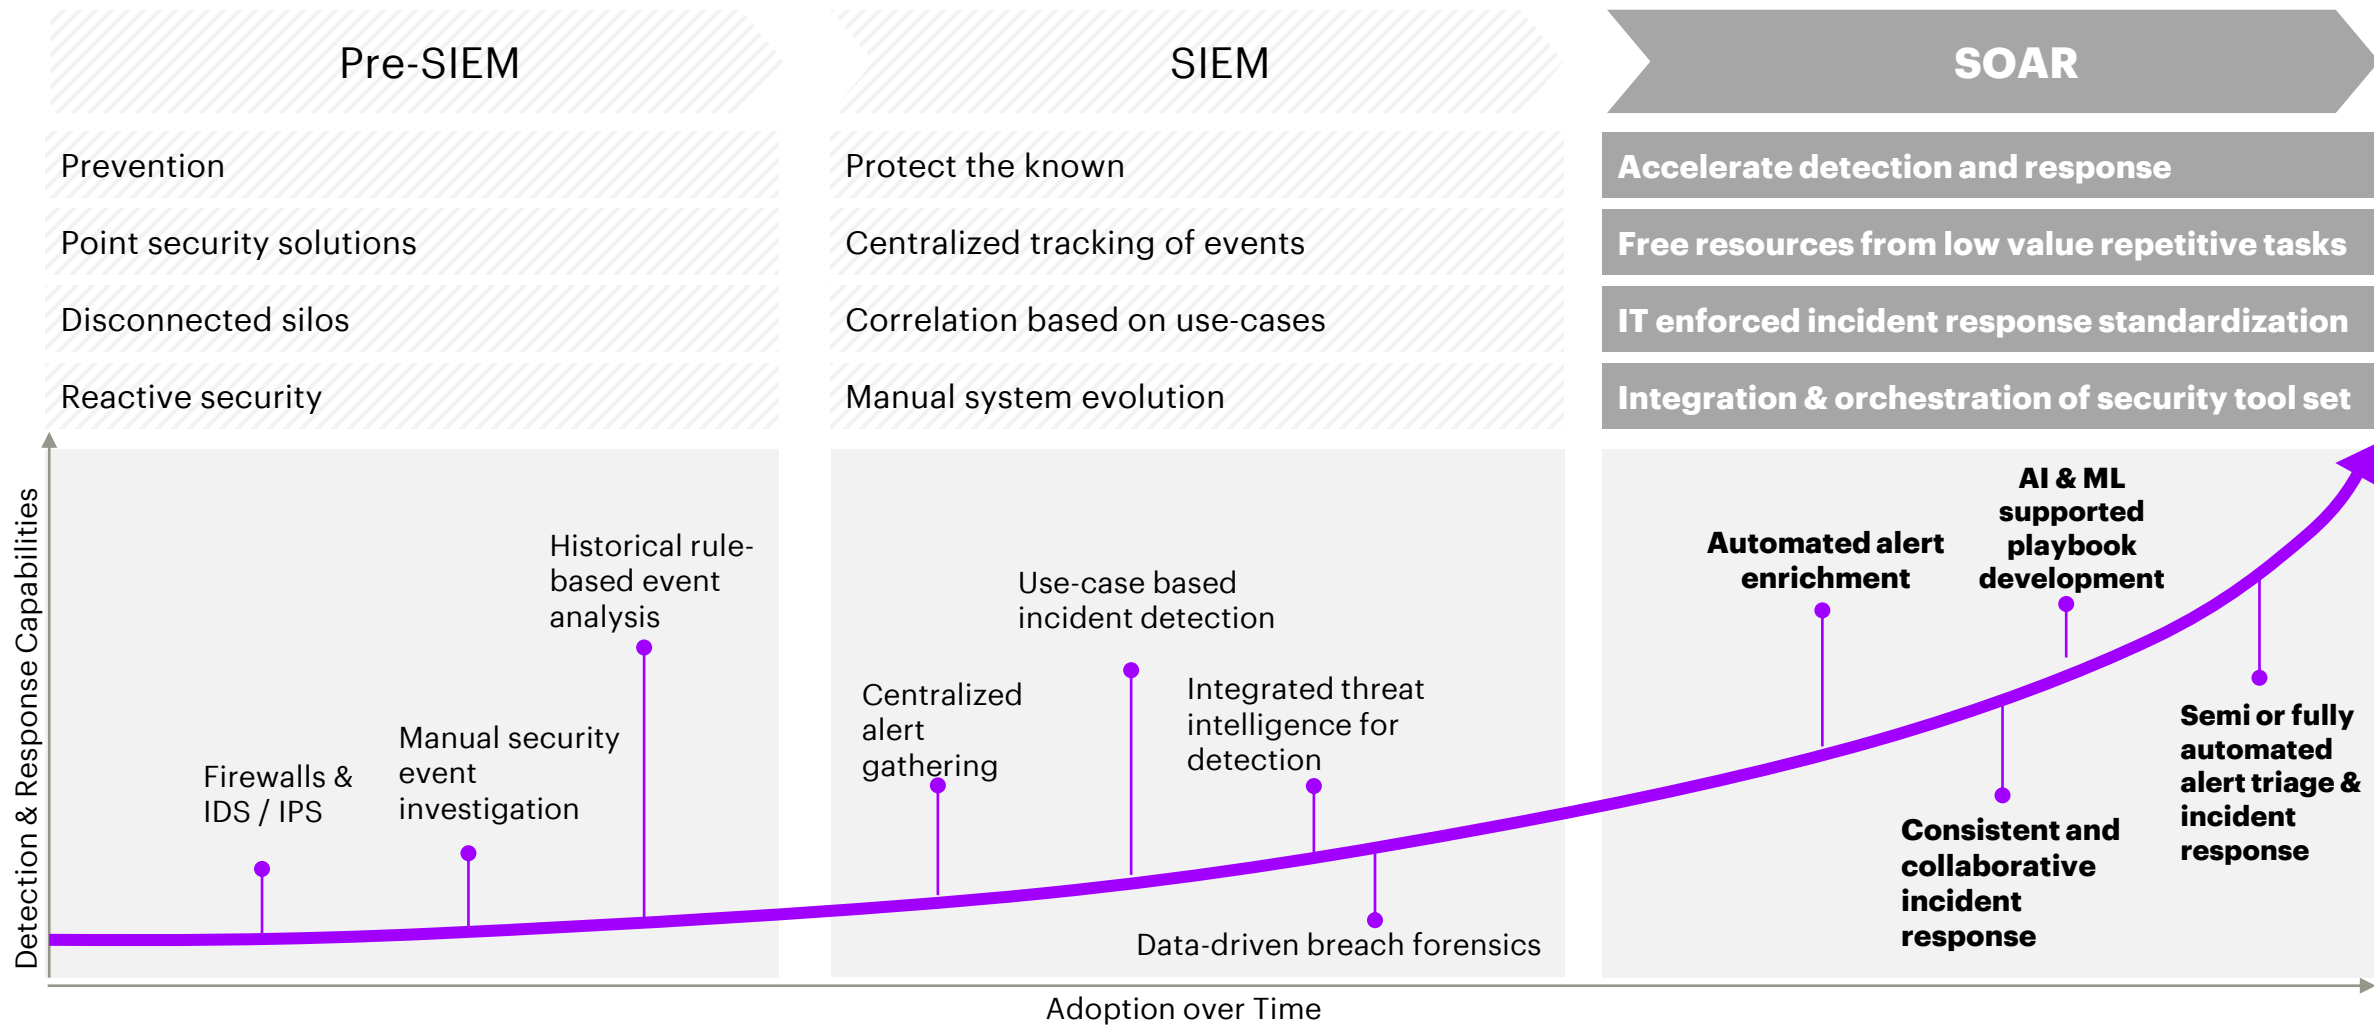 Pre-SIEM
SIEM
SOAR
Prevention
Protect the known
Accelerate detection and response
Point security solutions
Centralized tracking of events
Free resources from low value repetitive tasks
Disconnected silos
Correlation based on use-cases
IT enforced incident response standardization
Reactive security
Manual system evolution
Integration & orchestration of security tool set
Detection & Response Capabilities
Firewalls &
IDS / IPS
Manual security
event
investigation
Historical rule-
based event
analysis
Centralized
alert
gathering
Use-case based
incident detection
Integrated threat
intelligence for
detection
Data-driven breach forensics
Automated alert
enrichment
AI & ML
supported
playbook
development
Consistent and
collaborative
incident
response
Semi or fully
automated
alert triage &
incident
response
Adoption over Time